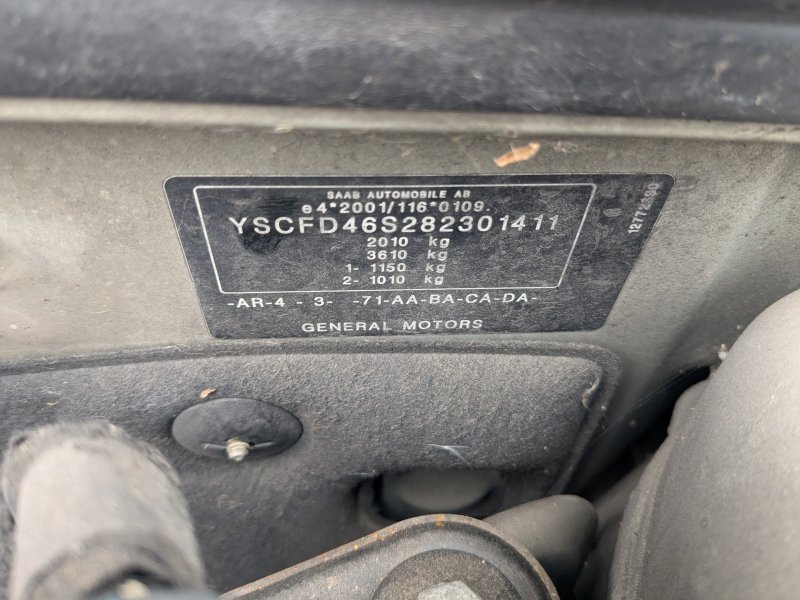 SAAB AUTOMOBILE AB
e4*2001/116*0109.
YSCFD46S282301411
2010 kg
3610 kg
1- 1150 kg
2- 1010 kg
-AR-4 - 3- -71-AA-BA-CA-DA-
GENERAL MOTORS